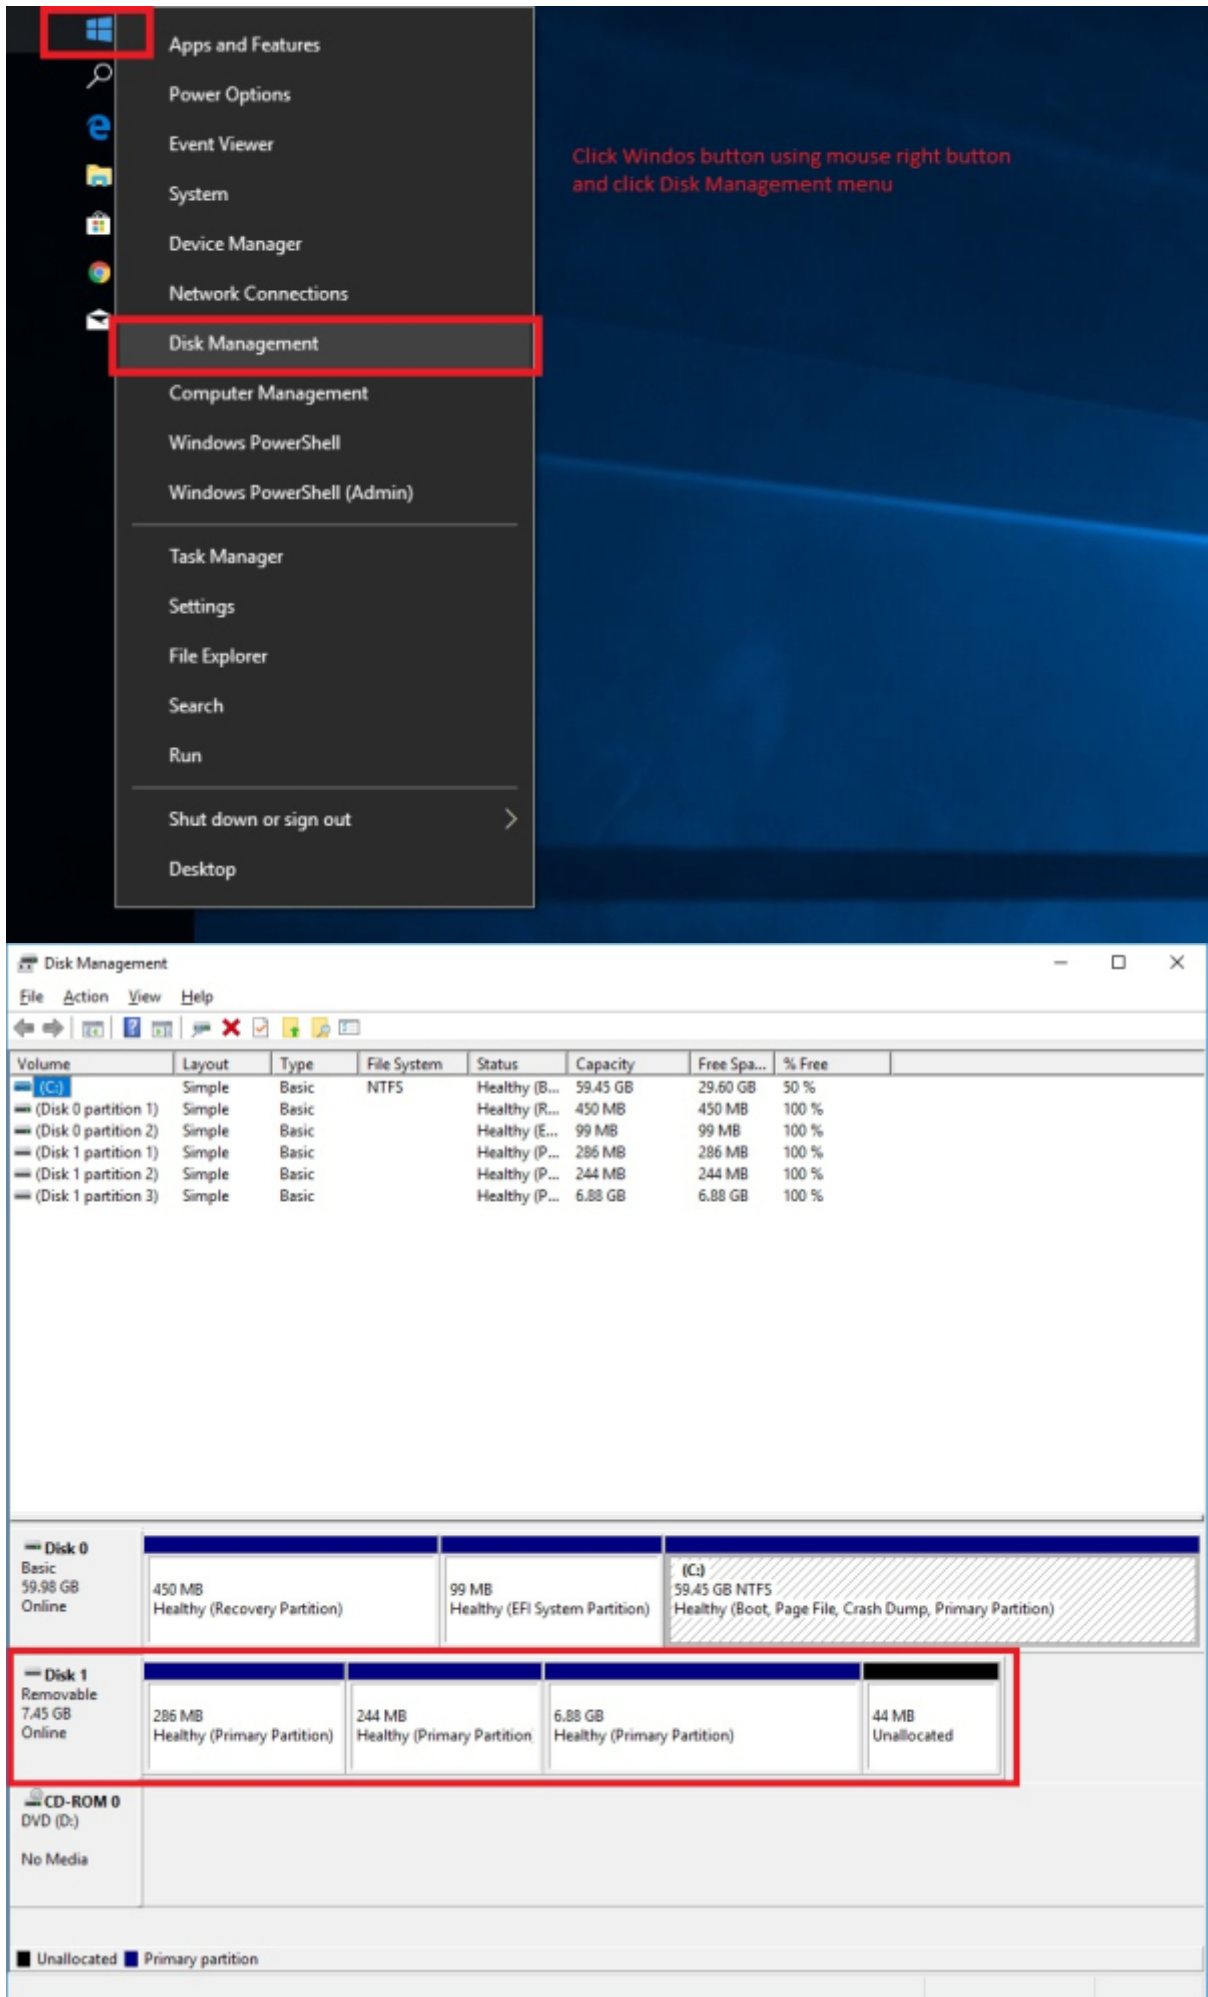 Apps and Features
Power Options
Event Viewer
System
Device Manager
Network Connections
Disk Management
Computer Management
Windows PowerShell
Windows PowerShell (Admin)
Task Manager
Settings
File Explorer
Search
Run
Shut down or sign out
Desktop
Click Windos button using mouse right button
and click Disk Management menu
Disk Management
File Action View Help
Volume Layout Type File System Status Capacity Free Spa... % Free
(C:) Simple Basic NTFS Healthy (B... 59.45 GB 29.60 GB 50 %
(Disk 0 partition 1) Simple Basic Healthy (R... 450 MB 450 MB 100 %
(Disk 0 partition 2) Simple Basic Healthy (E... 99 MB 99 MB 100 %
(Disk 1 partition 1) Simple Basic Healthy (P... 286 MB 286 MB 100 %
(Disk 1 partition 2) Simple Basic Healthy (P... 244 MB 244 MB 100 %
(Disk 1 partition 3) Simple Basic Healthy (P... 6.88 GB 6.88 GB 100 %
Disk 0
Basic
59.98 GB
Online
450 MB
Healthy (Recovery Partition)
99 MB
Healthy (EFI System Partition)
(C:)
59.45 GB NTFS
Healthy (Boot, Page File, Crash Dump, Primary Partition)
Disk 1
Removable
7.45 GB
Online
286 MB
Healthy (Primary Partition)
244 MB
Healthy (Primary Partition
6.88 GB
Healthy (Primary Partition)
44 MB
Unallocated
CD-ROM 0
DVD (D:)
No Media
Unallocated Primary partition